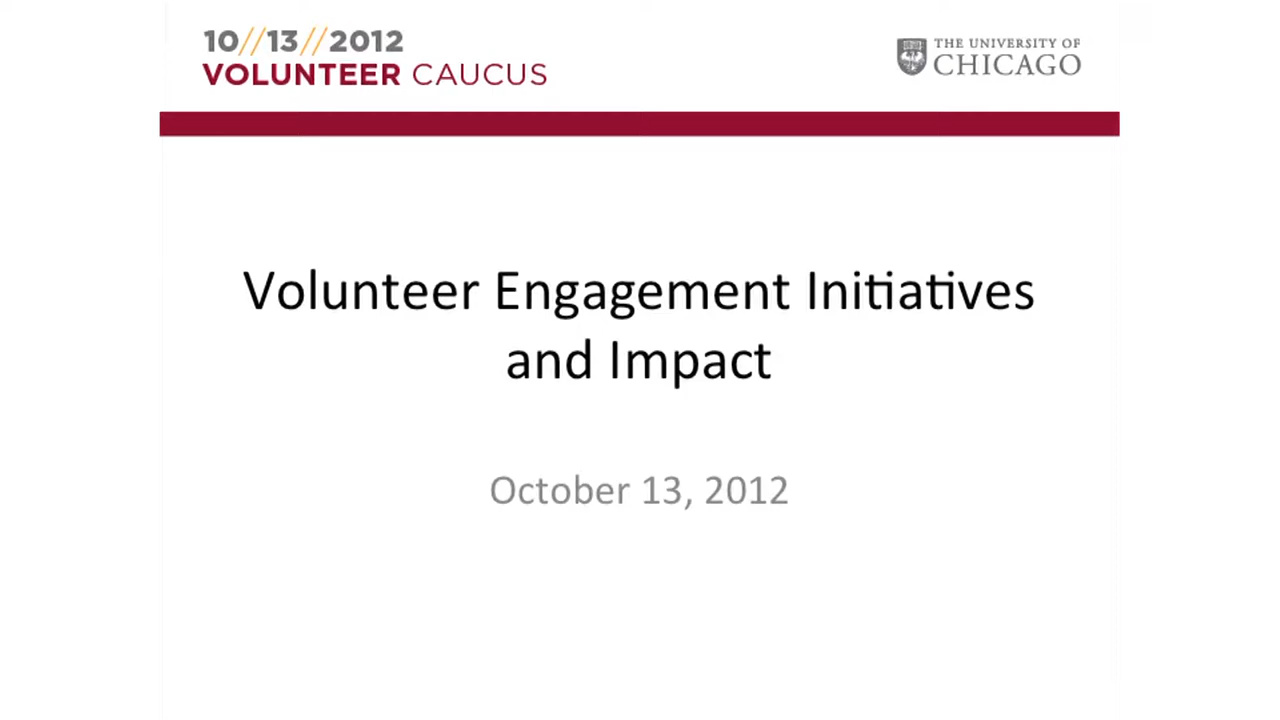 10//13//2012
VOLUNTEER CAUCUS
THE UNIVERSITY OF
CHICAGO
Volunteer Engagement Initiatives
and Impact
October 13, 2012